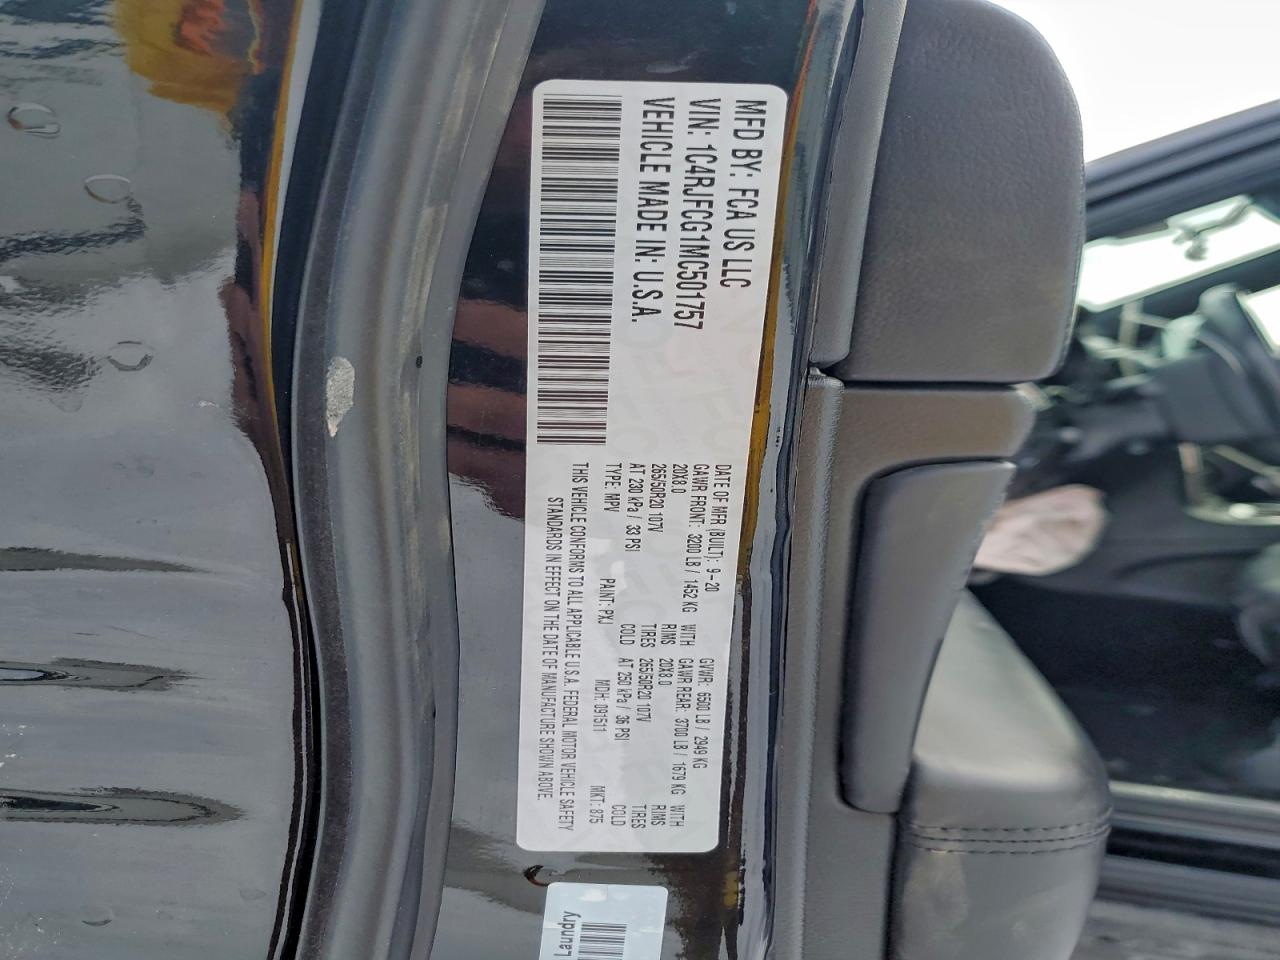 MFD BY: FCA US LLC
VIN: 1C4RJFCG1MC501757
VEHICLE MADE IN: U.S.A.
DATE OF MFR (BUILT): 9-20 GVWR: 6500 LB / 2949 KG
GAWR FRONT: 3200 LB / 1452 KG WITH GAWR REAR: 3700 LB / 1679 KG WITH
20X8.0 RIMS 20X8.0 RIMS
265/50R20 107V TIRES 265/50R20 107V TIRES
AT 230 kPa / 33 PSI COLD AT 250 kPa / 36 PSI COLD
TYPE: MPV PAINT: PXJ MDH: 091511 MKT: 875
THIS VEHICLE CONFORMS TO ALL APPLICABLE U.S.A. FEDERAL MOTOR VEHICLE SAFETY
STANDARDS IN EFFECT ON THE DATE OF MANUFACTURE SHOWN ABOVE.